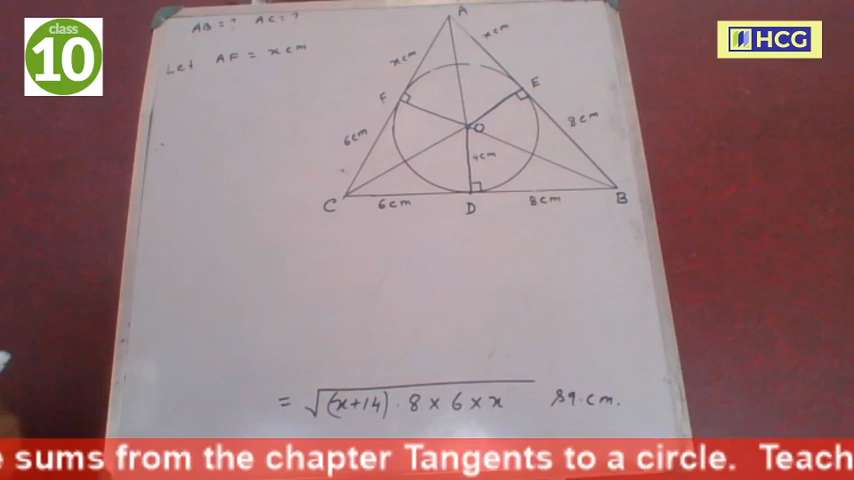 class
10
HCG
AB = ? AC = ?
Let AF = x cm
A
x cm
x cm
F
E
6cm
8cm
O
4cm
C
6cm
D
8cm
B
= √(x+14) · 8 × 6 × x sq.cm.
e sums from the chapter Tangents to a circle. Teach